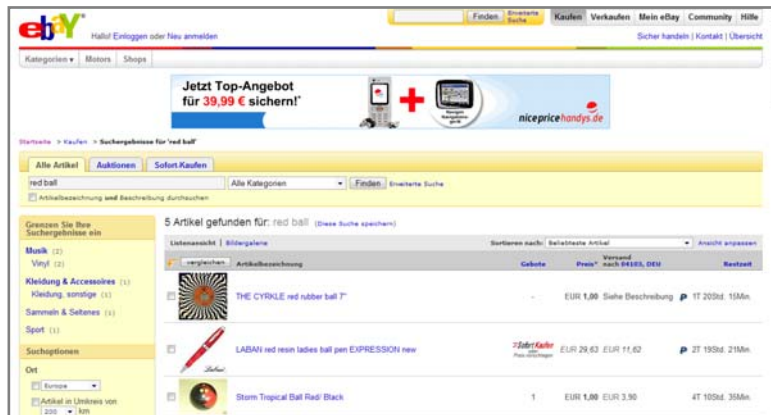 ebaY
Finden Erweiterte Suche
Kaufen Verkaufen Mein eBay Community Hilfe
Hallo! Einloggen oder Neu anmelden
Sicher handeln | Kontakt | Übersicht
Kategorien Motors Shops
Jetzt Top-Angebot
für 39,99 € sichern!*
nicepricehandys.de
Startseite > Kaufen > Suchergebnisse für 'red ball'
Alle Artikel Auktionen Sofort-Kaufen
red ball Alle Kategorien Finden Erweiterte Suche
Artikelbezeichnung und Beschreibung durchsuchen
Grenzen Sie Ihre
Suchergebnisse ein
Musik (2)
Vinyl (2)
Kleidung & Accessoires (1)
Kleidung, sonstige (1)
Sammeln & Seltenes (1)
Sport (1)
Suchoptionen
Ort
Europa
Artikel in Umkreis von
200 km
5 Artikel gefunden für: red ball (Diese Suche speichern)
Listenansicht | Bildergalerie Sortieren nach: Beliebteste Artikel Ansicht anpassen
vergleichen Artikelbezeichnung Gebote Preis* Versand nach 04103, DEU Restzeit
THE CYRKLE red rubber ball 7" - EUR 1,00 Siehe Beschreibung P 1T 20Std. 15Min.
LABAN red resin ladies ball pen EXPRESSION new Sofort Kaufen oder Preis vorschlagen EUR 29,63 EUR 11,62 P 2T 19Std. 21Min.
Laban
Storm Tropical Ball Red/ Black 1 EUR 1,00 EUR 3,90 4T 10Std. 35Min.